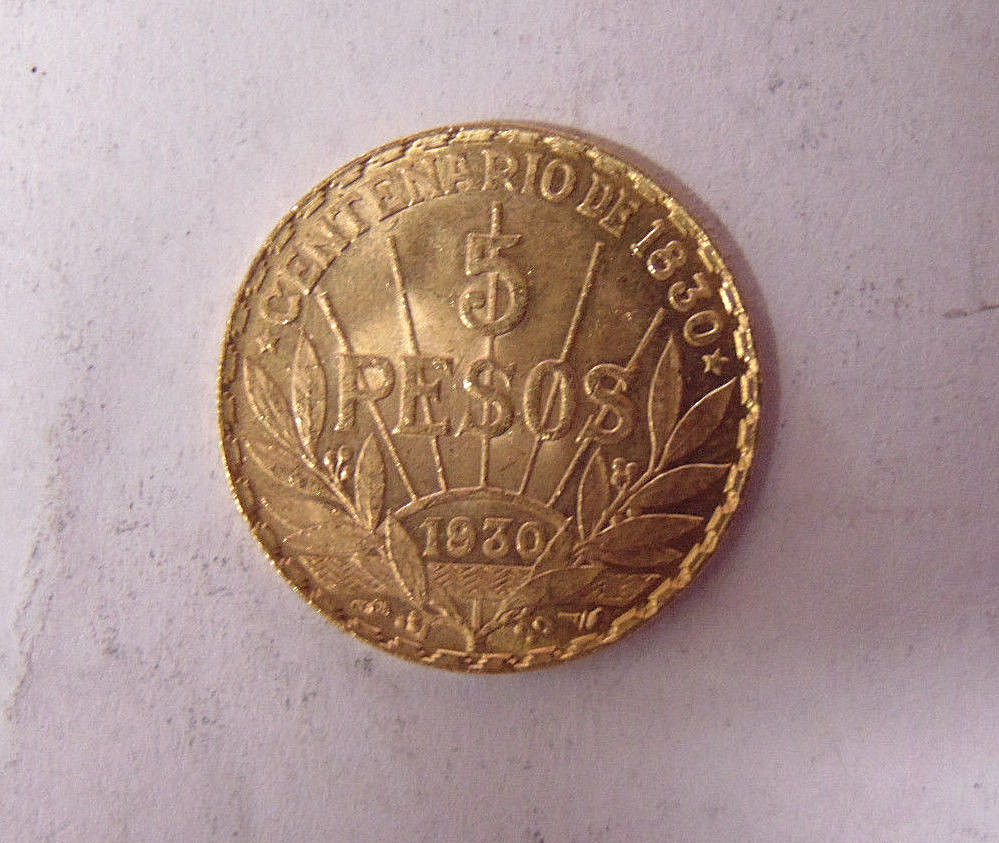 CENTENARIO DE 1830
5
PESOS
1930